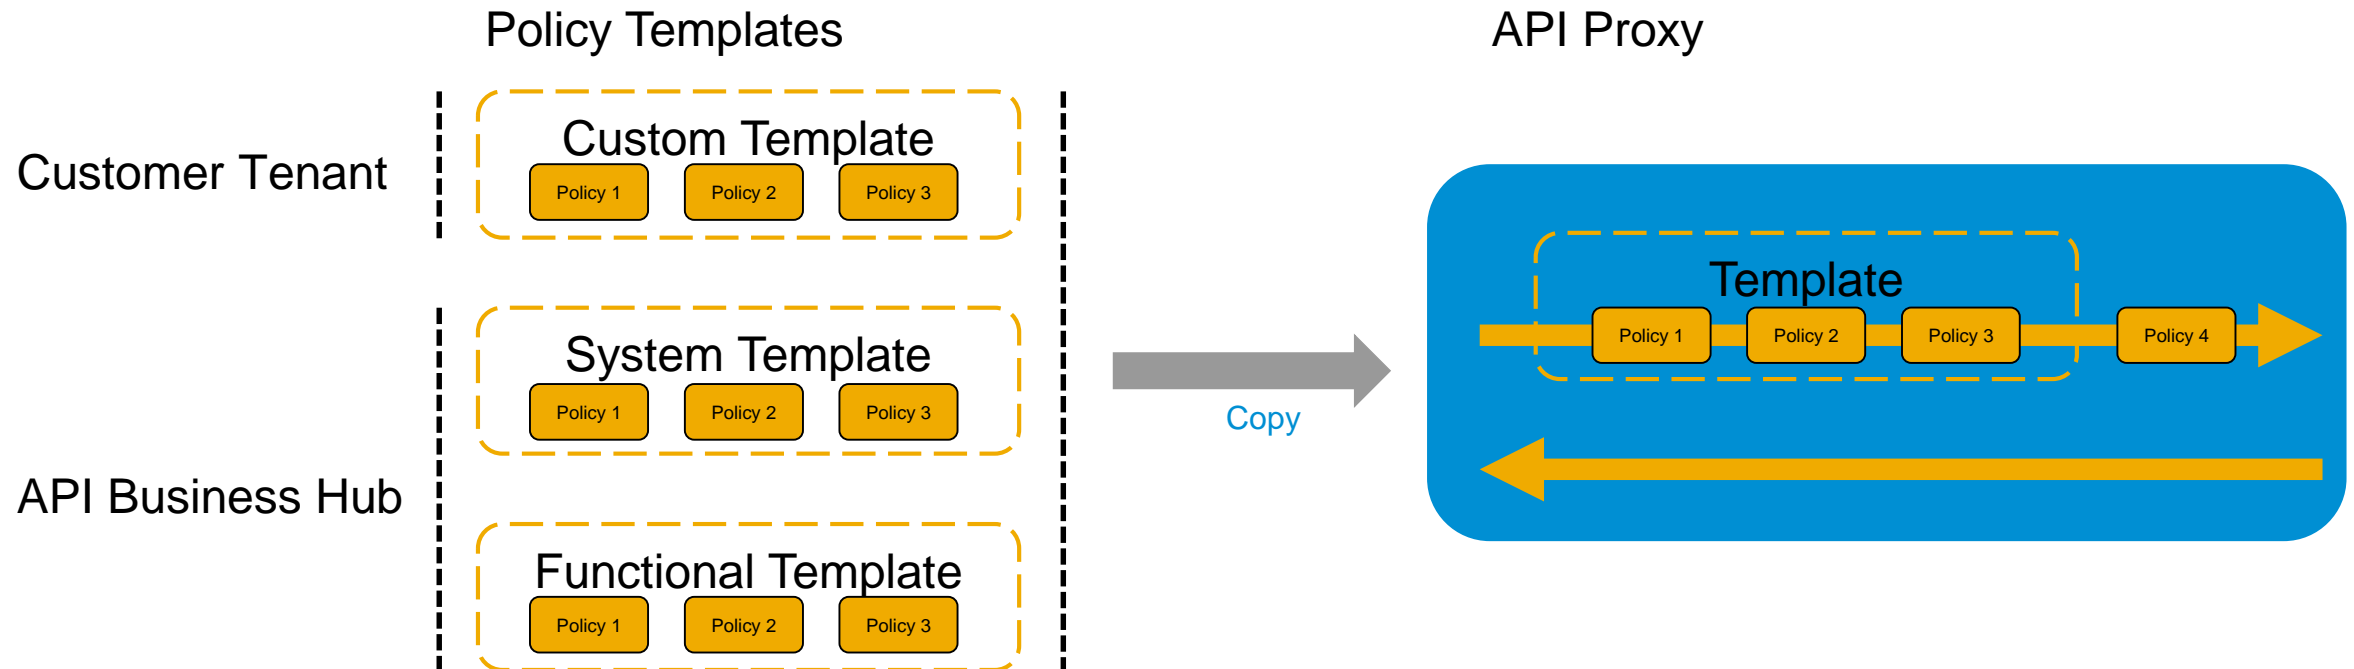 Policy Templates
API Proxy
Customer Tenant
Custom Template
Policy 1
Policy 2
Policy 3
API Business Hub
System Template
Policy 1
Policy 2
Policy 3
Functional Template
Policy 1
Policy 2
Policy 3
Copy
Template
Policy 1
Policy 2
Policy 3
Policy 4